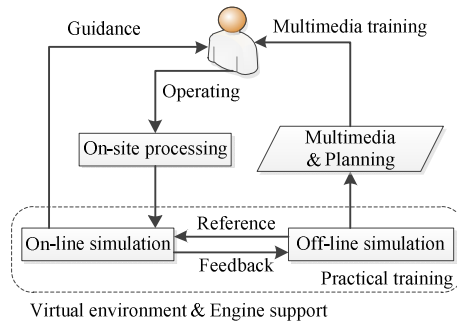 Guidance
Multimedia training
Operating
On-site processing
Multimedia
& Planning
Reference
On-line simulation
Off-line simulation
Feedback
Practical training
Virtual environment & Engine support